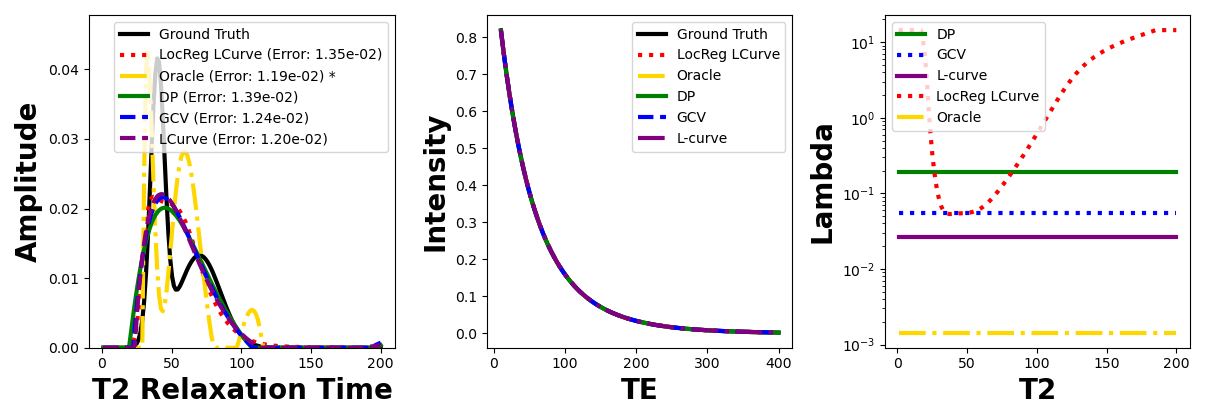 Amplitude
0.04
0.03
0.02
0.01
0.00
Ground Truth
LocReg LCurve (Error: 1.35e-02)
Oracle (Error: 1.19e-02) *
DP (Error: 1.39e-02)
GCV (Error: 1.24e-02)
LCurve (Error: 1.20e-02)
0 50 100 150 200
T2 Relaxation Time
Intensity
0.8
0.7
0.6
0.5
0.4
0.3
0.2
0.1
0.0
Ground Truth
LocReg LCurve
Oracle
DP
GCV
L-curve
0 100 200 300 400
TE
Lambda
10¹
10⁰
10⁻¹
10⁻²
10⁻³
DP
GCV
L-curve
LocReg LCurve
Oracle
0 50 100 150 200
T2